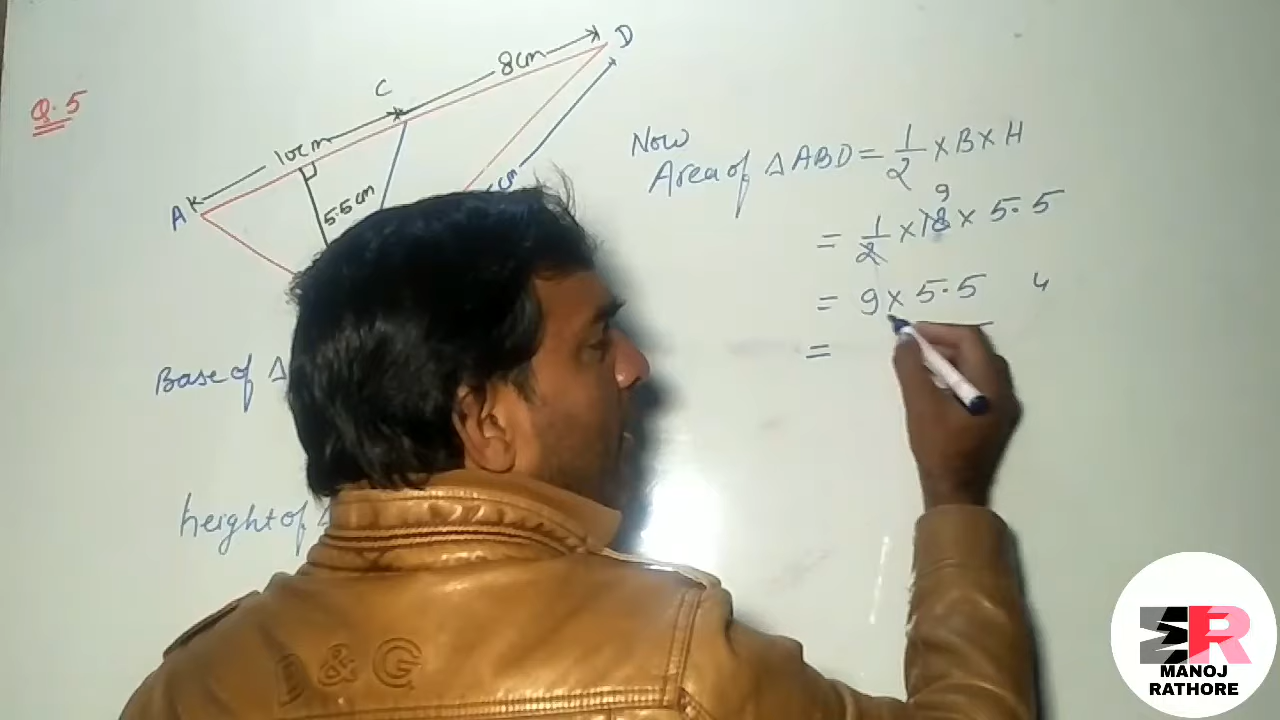 Q.5
A
10cm
C
8cm
D
5.5cm
cm
Base of Δ
height of Δ
Now
Area of Δ ABD = 1/2 × B × H
9
= 1/2 × 18 × 5.5
= 9 × 5.5 4
=
D&G
MANOJ
RATHORE